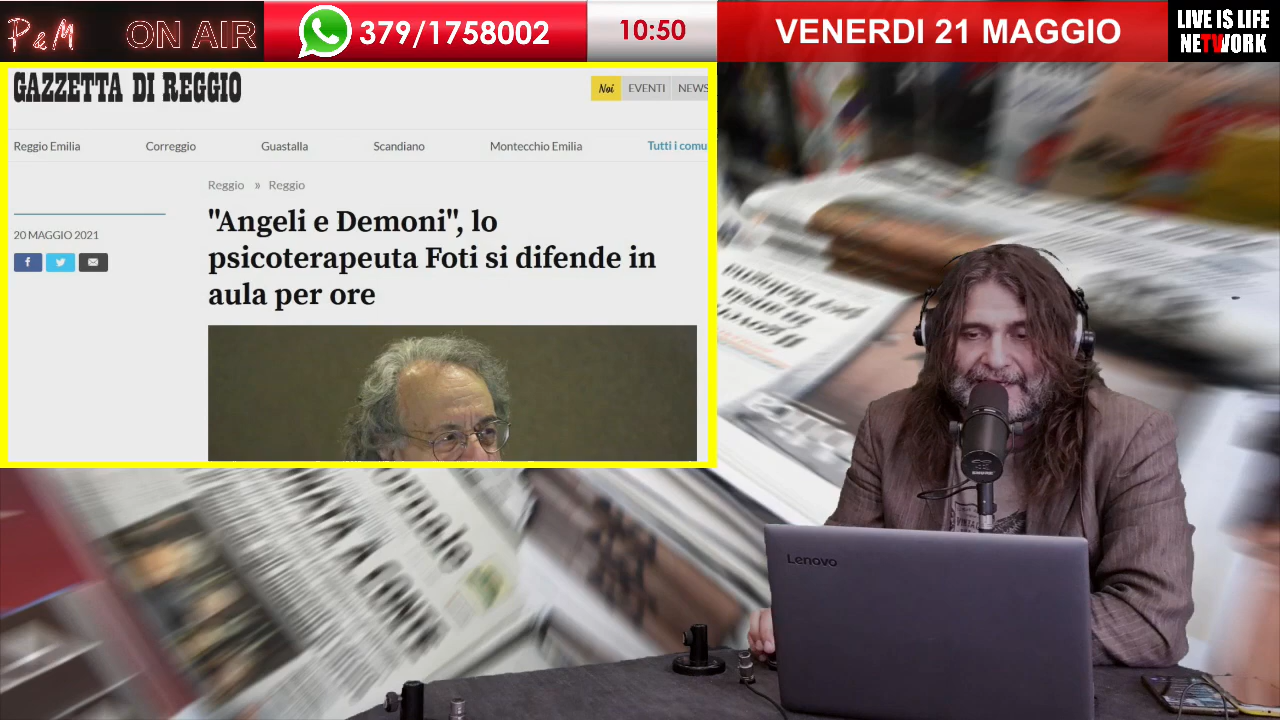 P & M
ON AIR
379/1758002
10:50
VENERDI 21 MAGGIO
LIVE IS LIFE
NETWORK
GAZZETTA DI REGGIO
Noi
EVENTI
NEWS
Reggio Emilia
Correggio
Guastalla
Scandiano
Montecchio Emilia
Tutti i comu
Reggio » Reggio
20 MAGGIO 2021
"Angeli e Demoni", lo
psicoterapeuta Foti si difende in
aula per ore
Lenovo